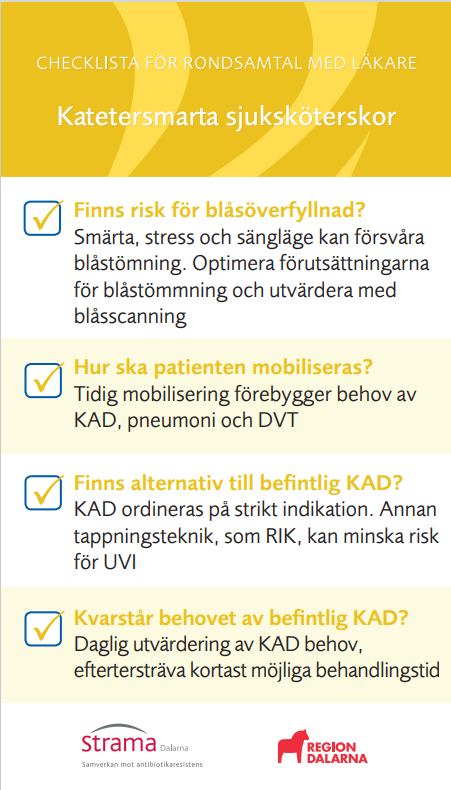 CHECKLISTA FÖR RONDSAMTAL MED LÄKARE
Katetersmarta sjuksköterskor
Finns risk för blåsöverfyllnad?
Smärta, stress och sängläge kan försvåra
blåstömning. Optimera förutsättningarna
för blåstömmning och utvärdera med
blåsscanning
Hur ska patienten mobiliseras?
Tidig mobilisering förebygger behov av
KAD, pneumoni och DVT
Finns alternativ till befintlig KAD?
KAD ordineras på strikt indikation. Annan
tappningsteknik, som RIK, kan minska risk
för UVI
Kvarstår behovet av befintlig KAD?
Daglig utvärdering av KAD behov,
eftertersträva kortast möjliga behandlingstid
Strama Dalarna
Samverkan mot antibiotikaresistens
REGION
DALARNA